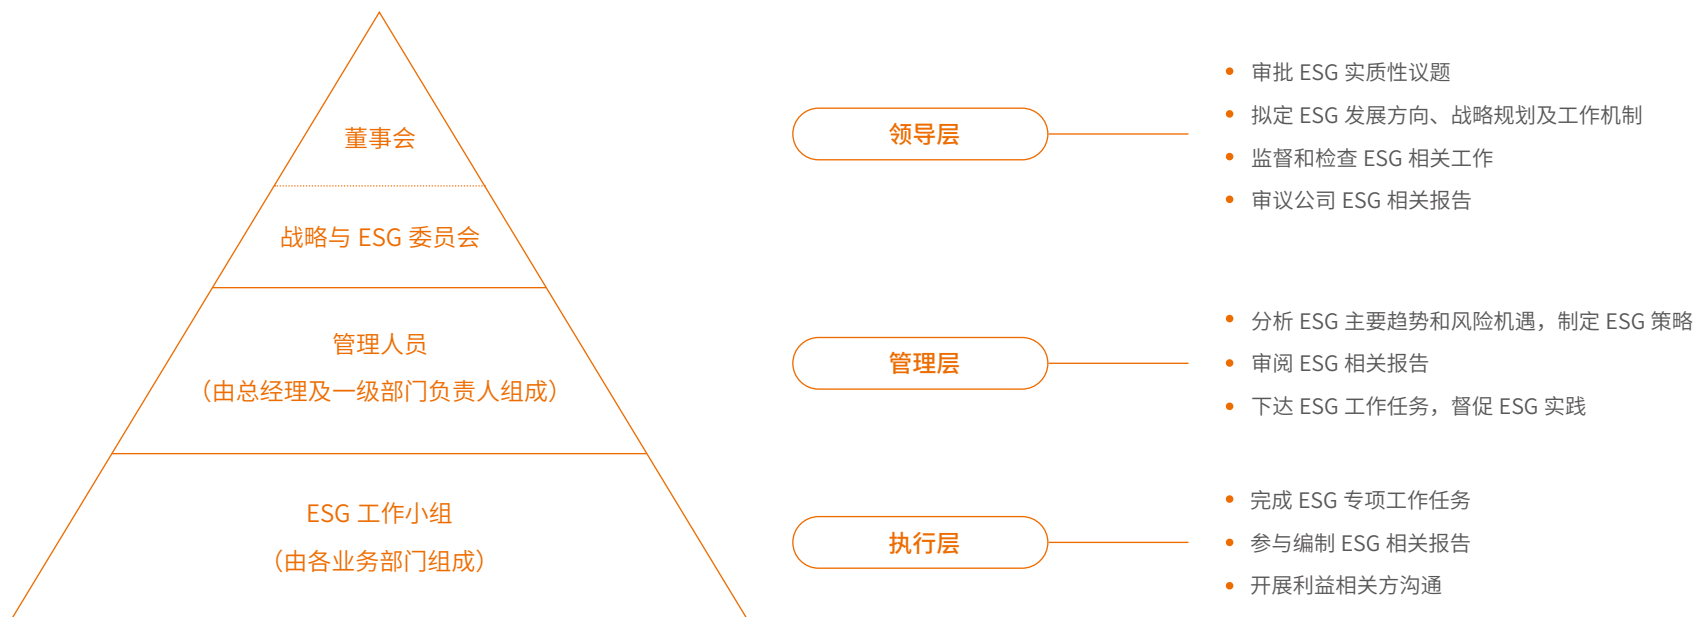 董事会
战略与 ESG 委员会
管理人员
（由总经理及一级部门负责人组成）
ESG 工作小组
（由各业务部门组成）
领导层
审批 ESG 实质性议题
拟定 ESG 发展方向、战略规划及工作机制
监督和检查 ESG 相关工作
审议公司 ESG 相关报告
管理层
分析 ESG 主要趋势和风险机遇，制定 ESG 策略
审阅 ESG 相关报告
下达 ESG 工作任务，督促 ESG 实践
执行层
完成 ESG 专项工作任务
参与编制 ESG 相关报告
开展利益相关方沟通